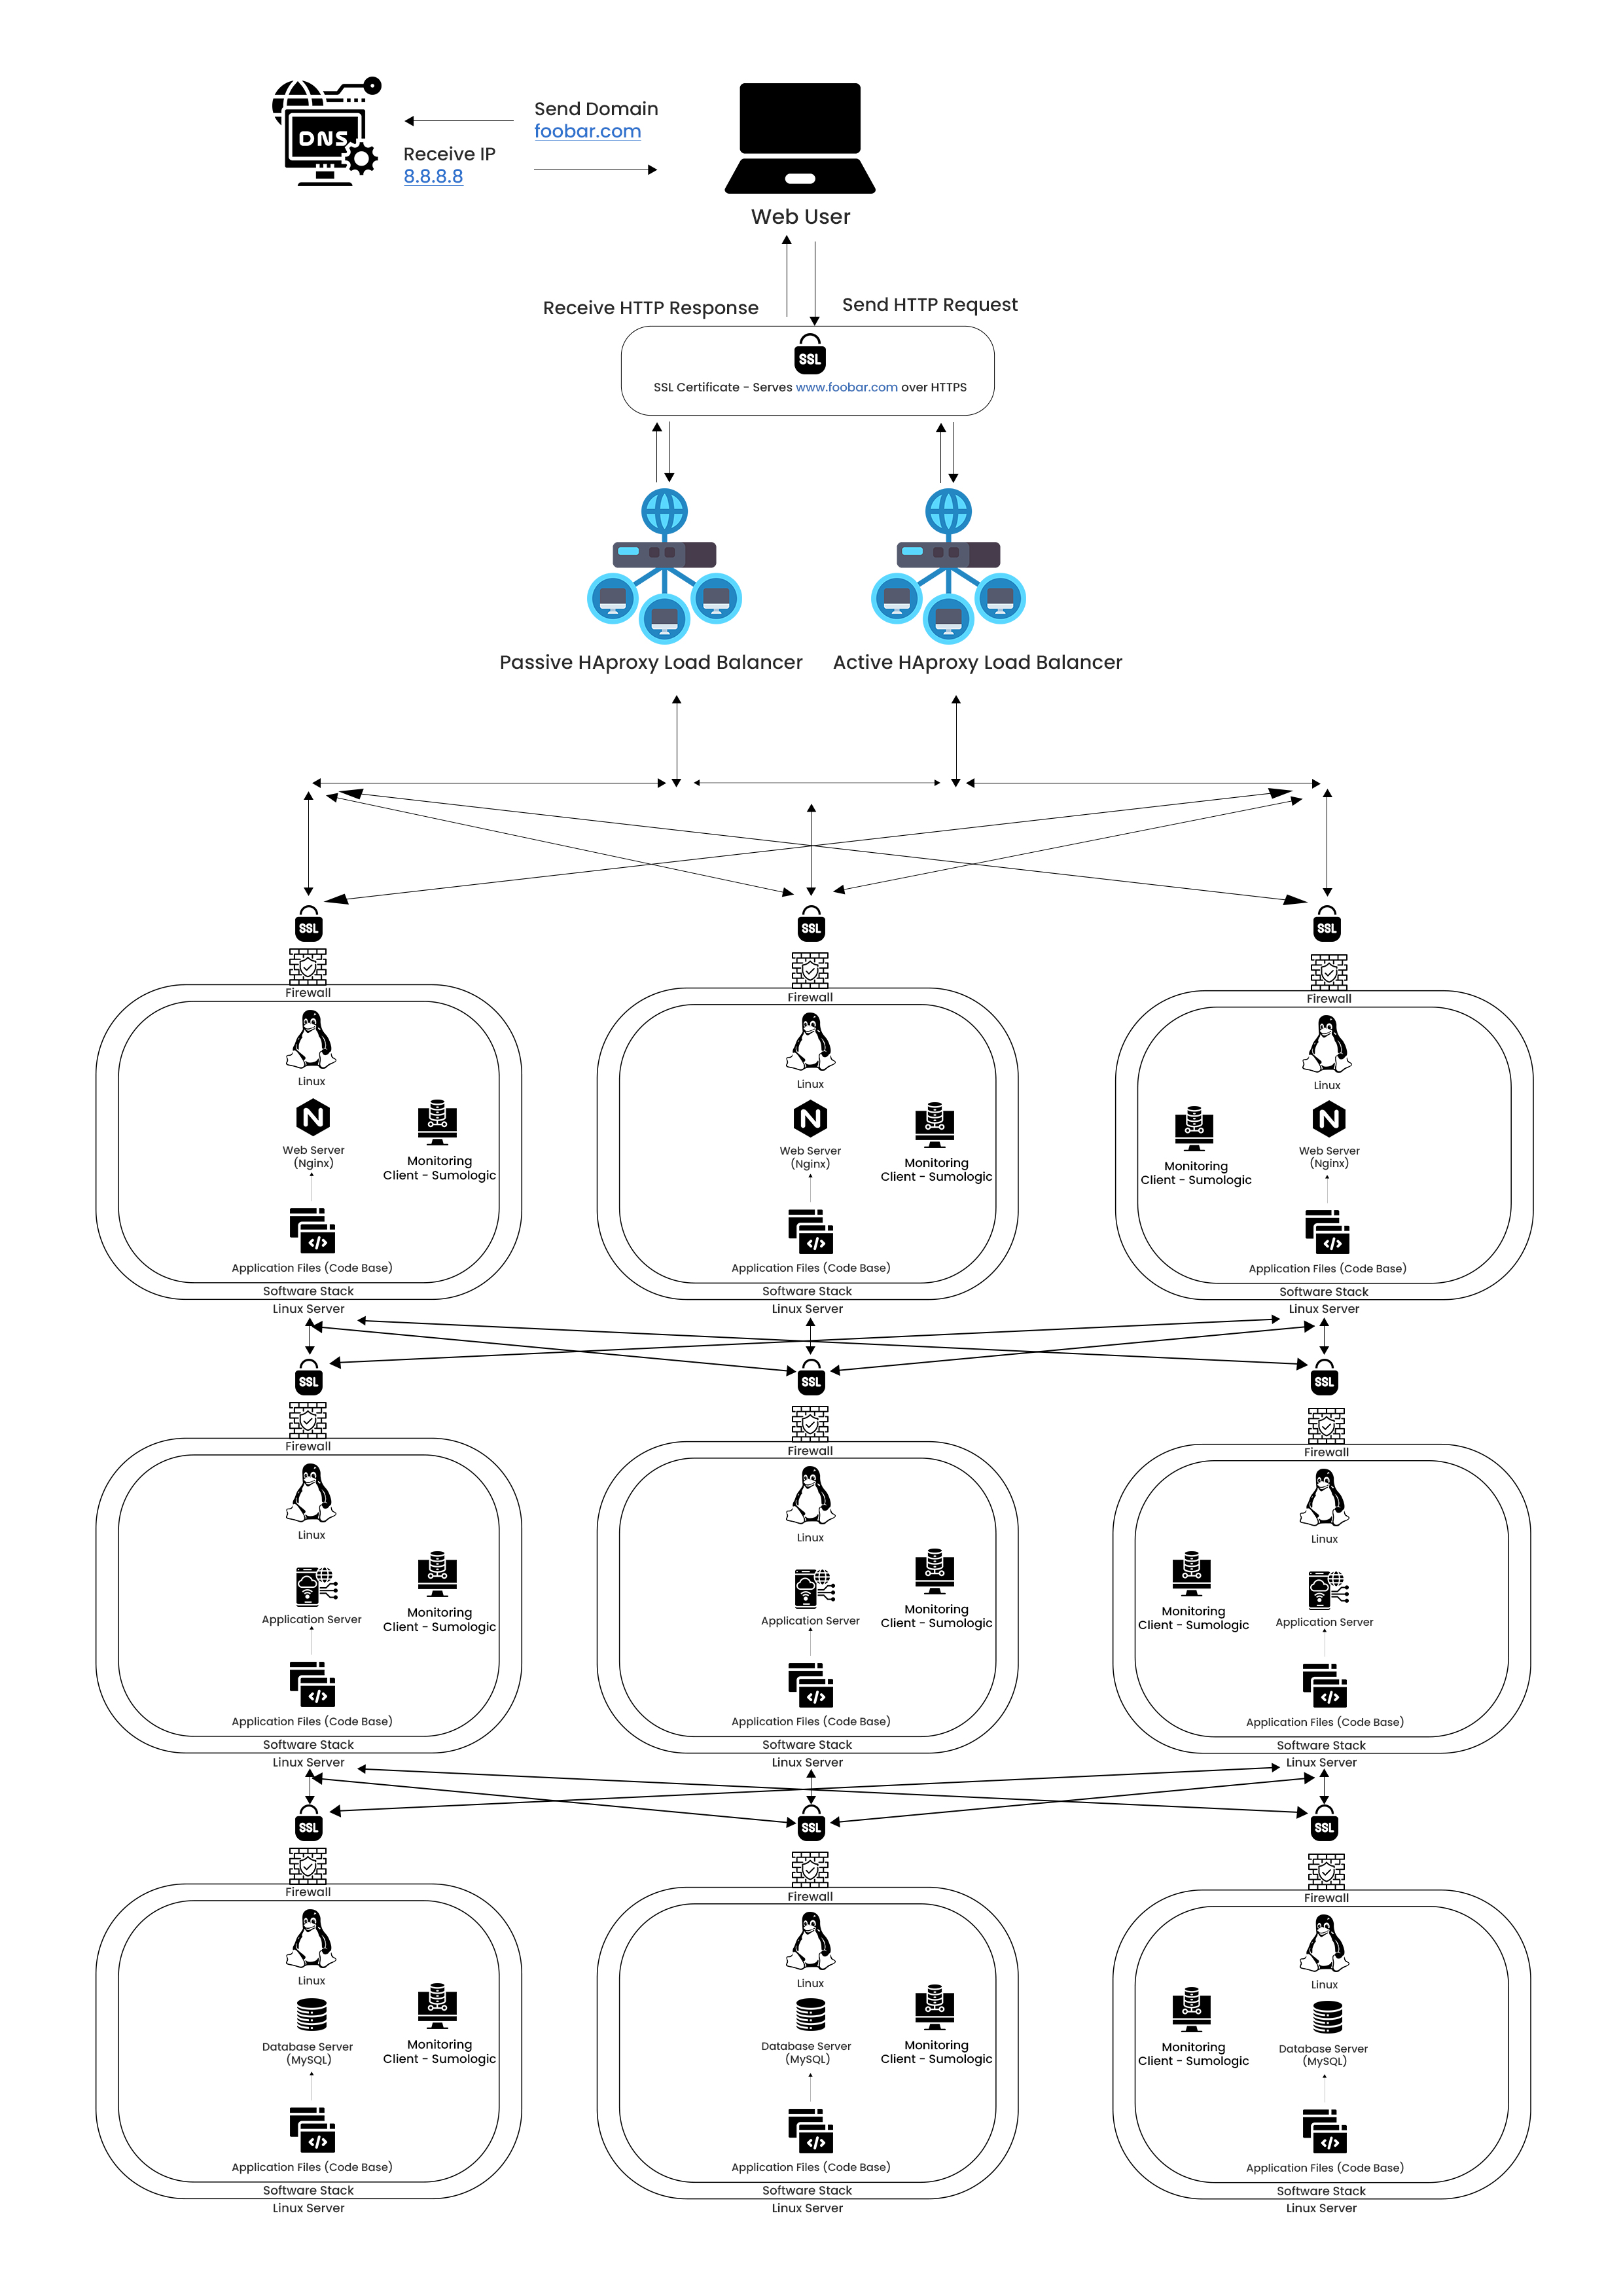 DNS
Send Domain
foobar.com
Receive IP
8.8.8.8
Web User
Receive HTTP Response
Send HTTP Request
SSL
SSL Certificate - Serves www.foobar.com over HTTPS
Passive HAproxy Load Balancer
Active HAproxy Load Balancer
SSL
SSL
SSL
Firewall
Linux
N
Web Server
(Nginx)
Monitoring
Client - Sumologic
Application Files (Code Base)
Software Stack
Linux Server
Firewall
Linux
N
Web Server
(Nginx)
Monitoring
Client - Sumologic
Application Files (Code Base)
Software Stack
Linux Server
Firewall
Linux
N
Web Server
(Nginx)
Monitoring
Client - Sumologic
Application Files (Code Base)
Software Stack
Linux Server
SSL
SSL
SSL
Firewall
Linux
Application Server
Monitoring
Client - Sumologic
Application Files (Code Base)
Software Stack
Linux Server
Firewall
Linux
Application Server
Monitoring
Client - Sumologic
Application Files (Code Base)
Software Stack
Linux Server
Firewall
Linux
Application Server
Monitoring
Client - Sumologic
Application Files (Code Base)
Software Stack
Linux Server
SSL
SSL
SSL
Firewall
Linux
Database Server
(MySQL)
Monitoring
Client - Sumologic
Application Files (Code Base)
Software Stack
Linux Server
Firewall
Linux
Database Server
(MySQL)
Monitoring
Client - Sumologic
Application Files (Code Base)
Software Stack
Linux Server
Firewall
Linux
Database Server
(MySQL)
Monitoring
Client - Sumologic
Application Files (Code Base)
Software Stack
Linux Server